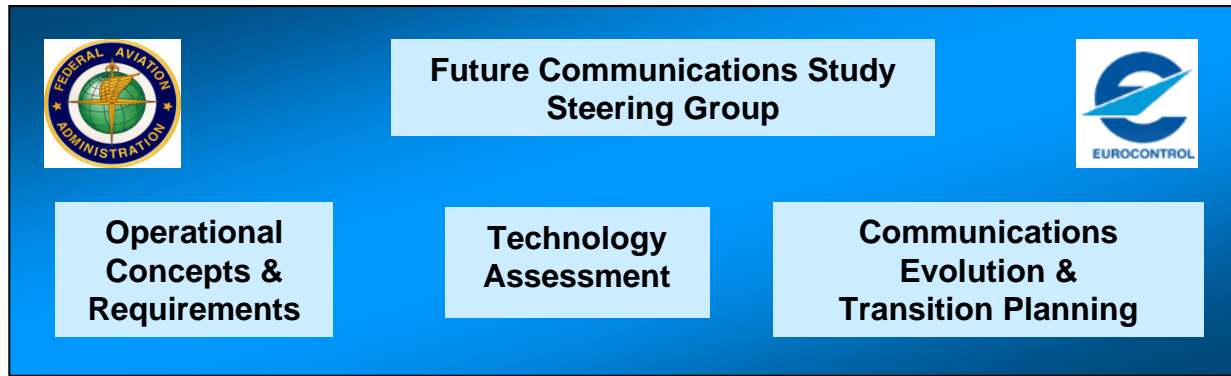 FEDERAL AVIATION
ADMINISTRATION
Future Communications Study
Steering Group
EUROCONTROL
Operational
Concepts &
Requirements
Technology
Assessment
Communications
Evolution &
Transition Planning